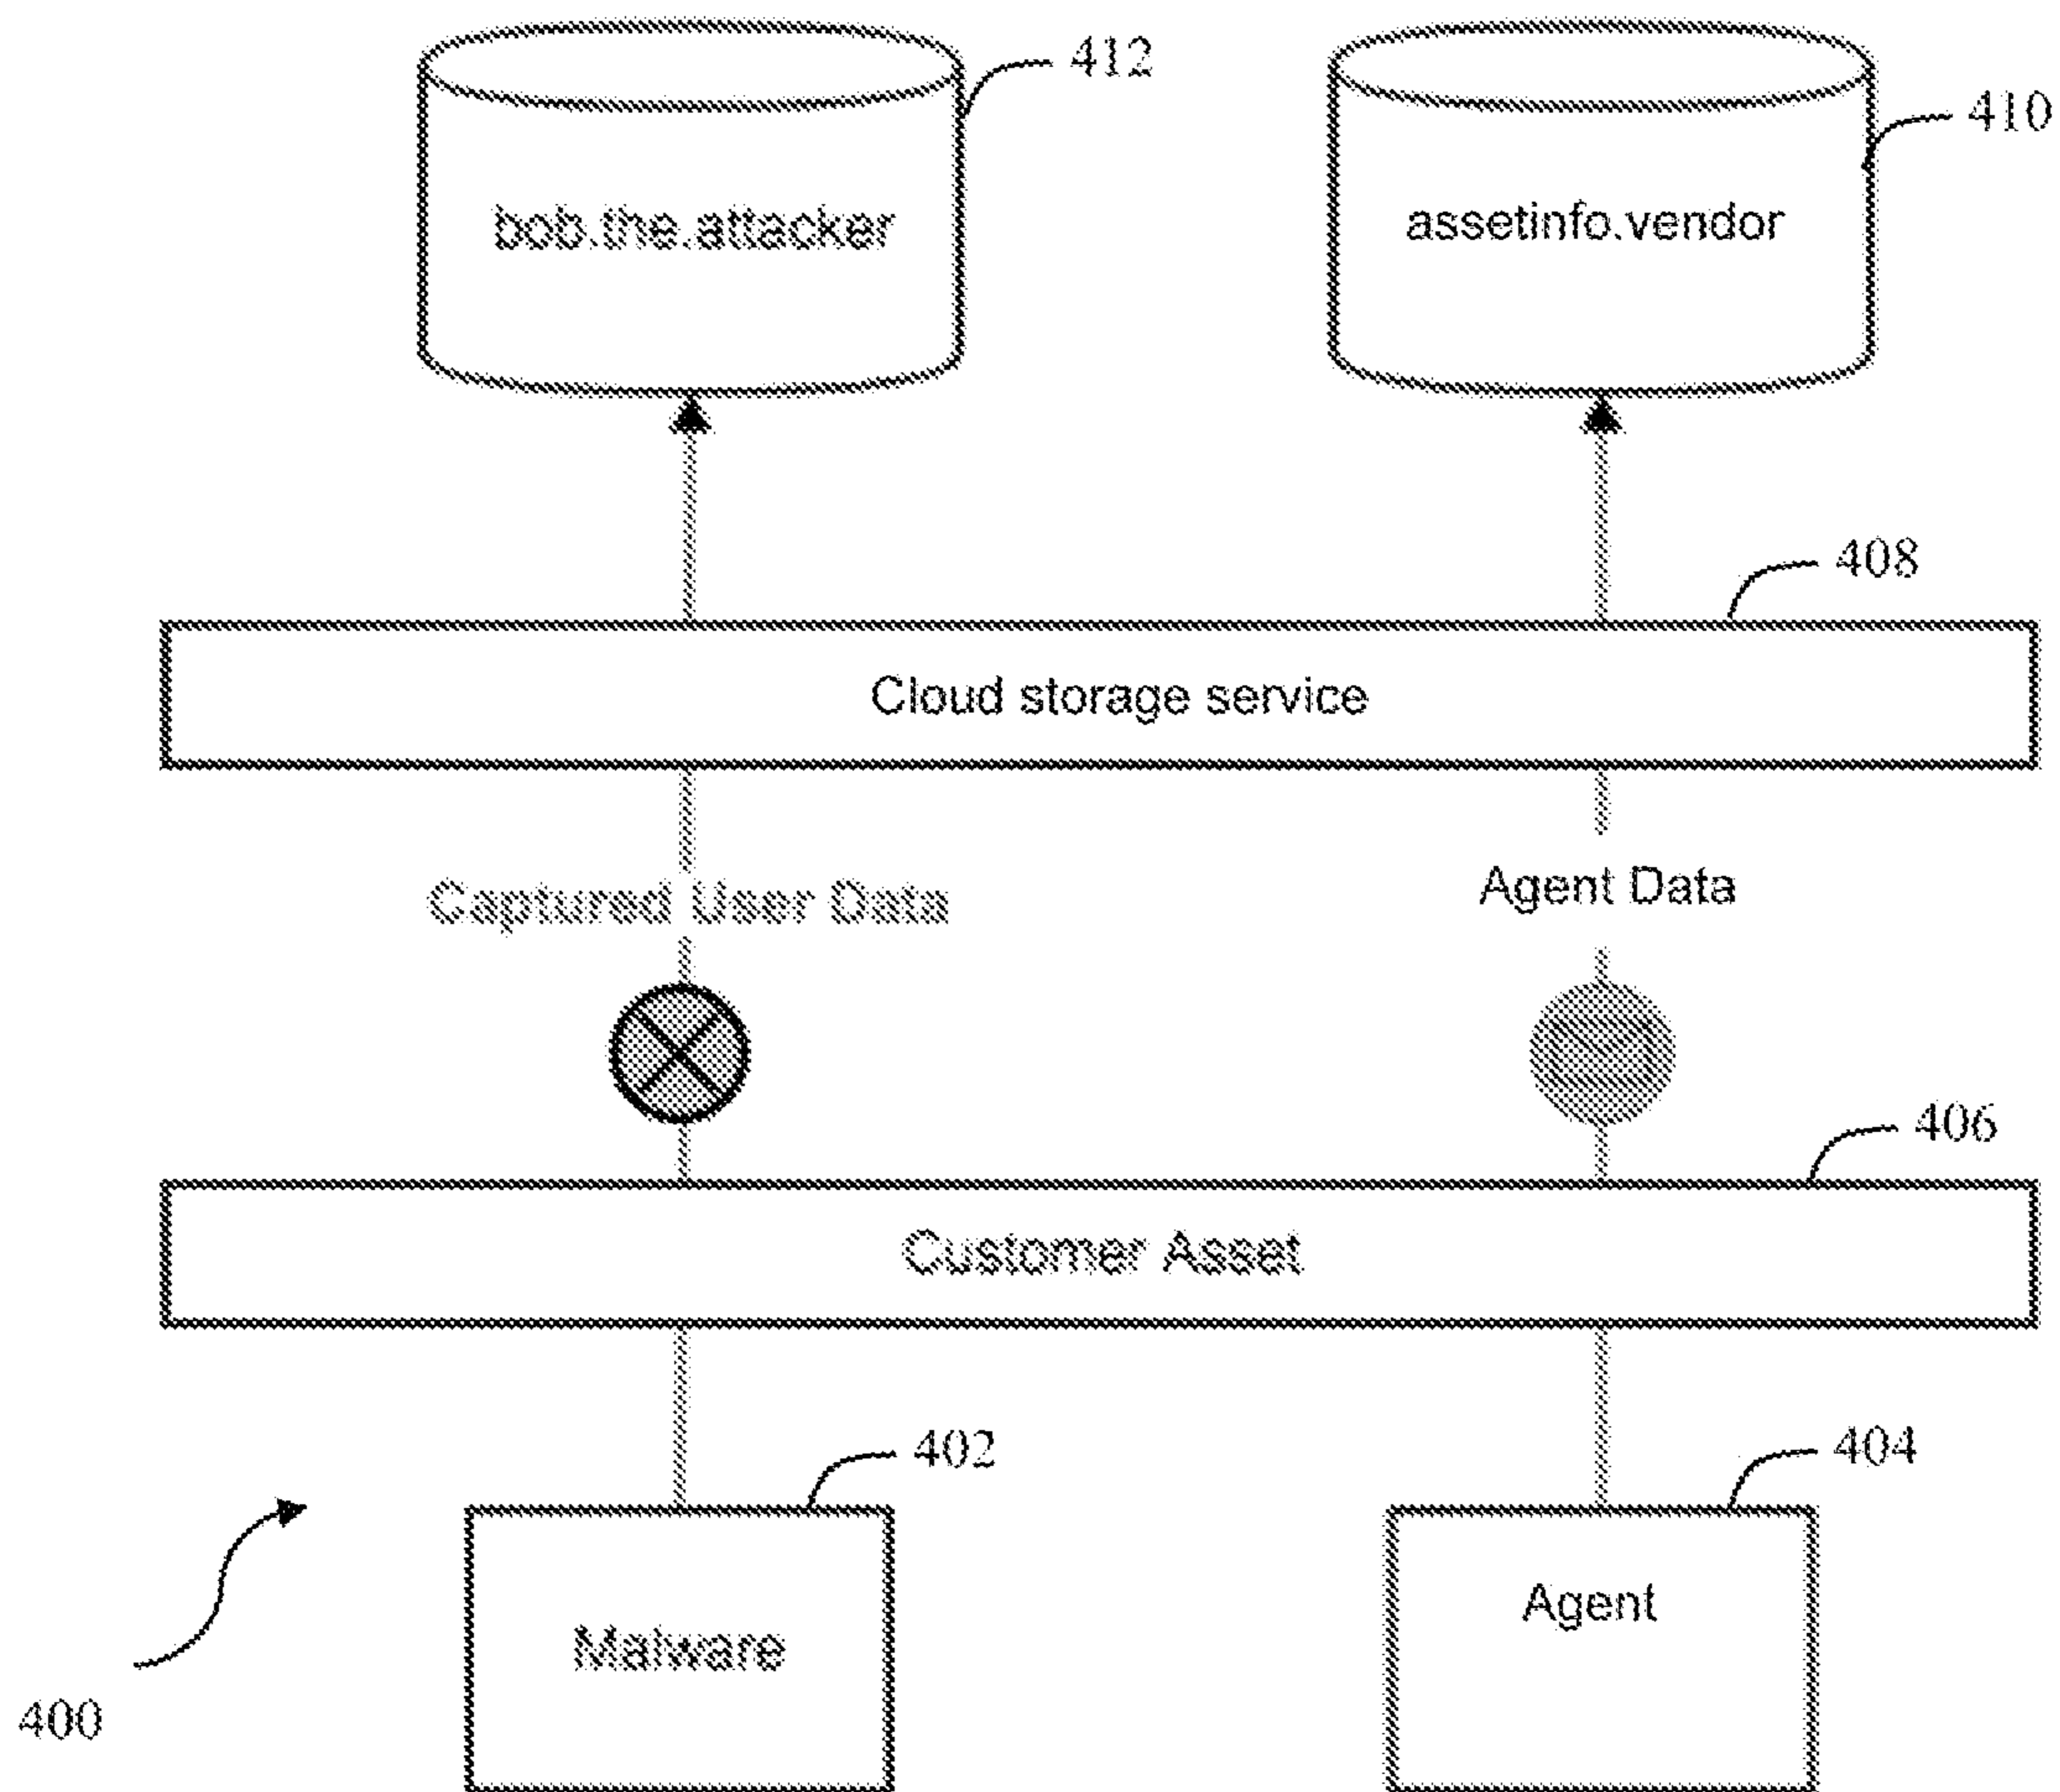 412
410
bob.the.attacker
assetinfo.vendor
408
Cloud storage service
Captured User Data
Agent Data
406
Customer Asset
402
404
Malware
Agent
400